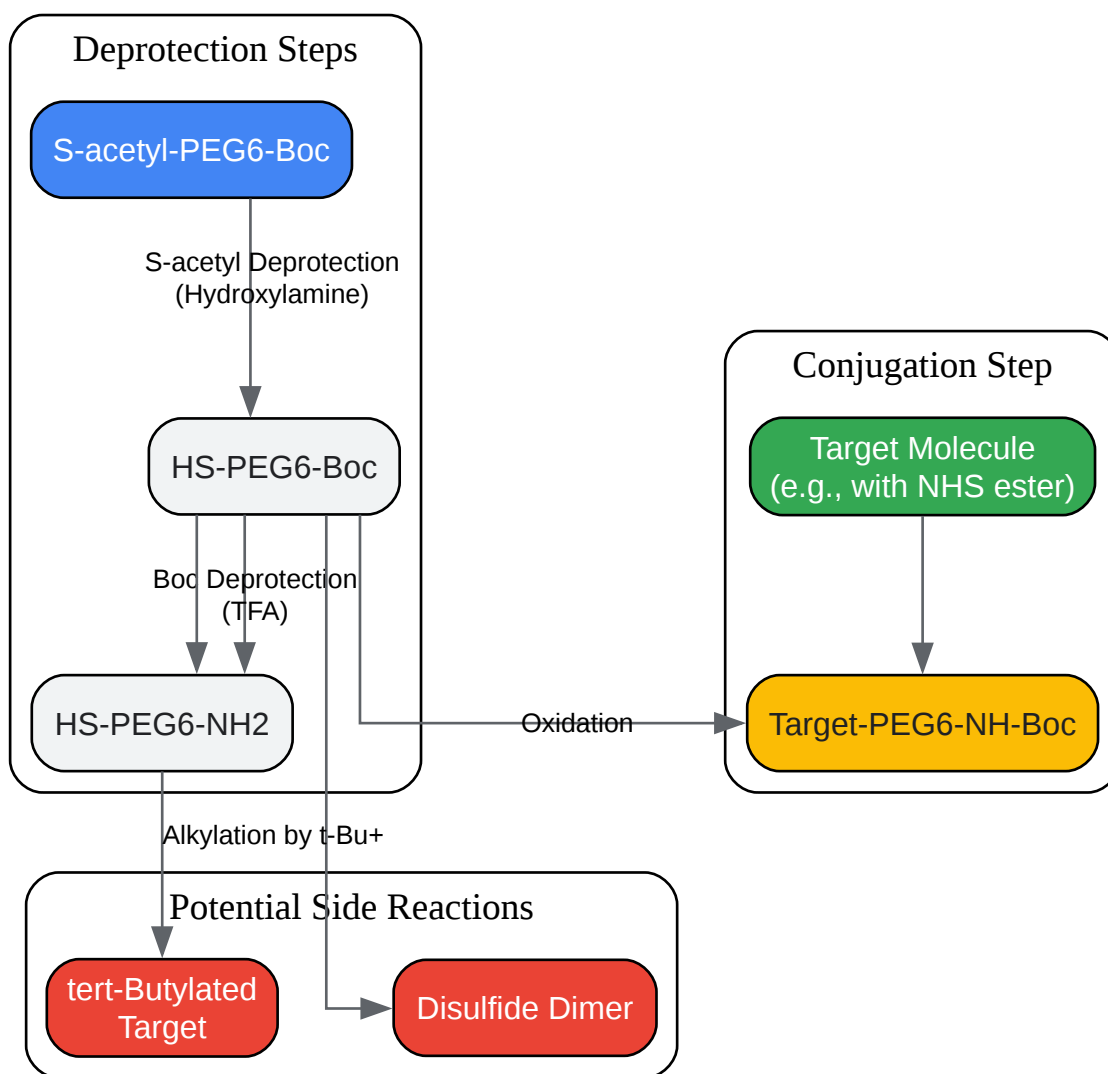 Deprotection Steps
S-acetyl-PEG6-Boc
S-acetyl Deprotection
(Hydroxylamine)
HS-PEG6-Boc
Boc Deprotection
(TFA)
HS-PEG6-NH2
Conjugation Step
Target Molecule
(e.g., with NHS ester)
Oxidation
Target-PEG6-NH-Boc
Alkylation by t-Bu+
Potential Side Reactions
tert-Butylated
Target
Disulfide Dimer